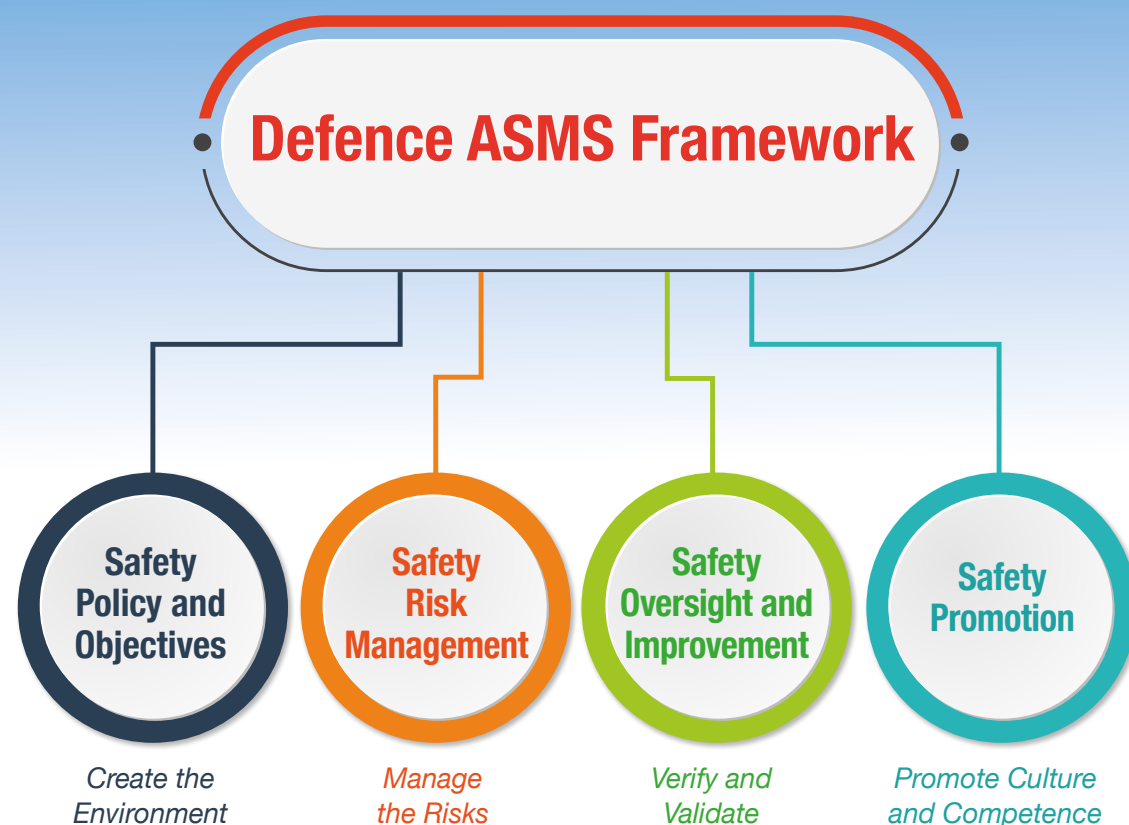 Defence ASMS Framework
Safety
Policy and
Objectives
Safety
Risk
Management
Safety
Oversight and
Improvement
Safety
Promotion
Create the
Environment
Manage
the Risks
Verify and
Validate
Promote Culture
and Competence